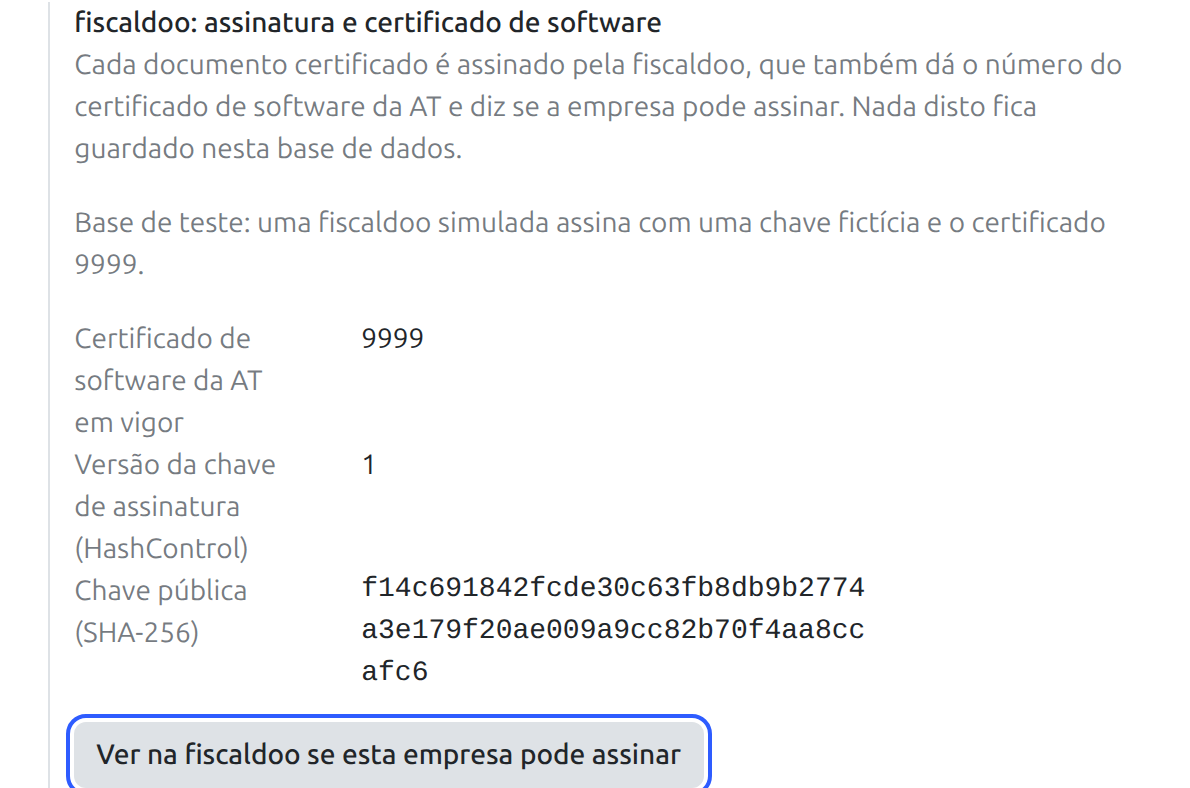 fiscaldoo: assinatura e certificado de software
Cada documento certificado é assinado pela fiscaldoo, que também dá o número do
certificado de software da AT e diz se a empresa pode assinar. Nada disto fica
guardado nesta base de dados.
Base de teste: uma fiscaldoo simulada assina com uma chave fictícia e o certificado
9999.
Certificado de 9999
software da AT
em vigor
Versão da chave 1
de assinatura
(HashControl)
Chave pública f14c691842fcde30c63fb8db9b2774
(SHA-256) a3e179f20ae009a9cc82b70f4aa8cc
afc6
Ver na fiscaldoo se esta empresa pode assinar